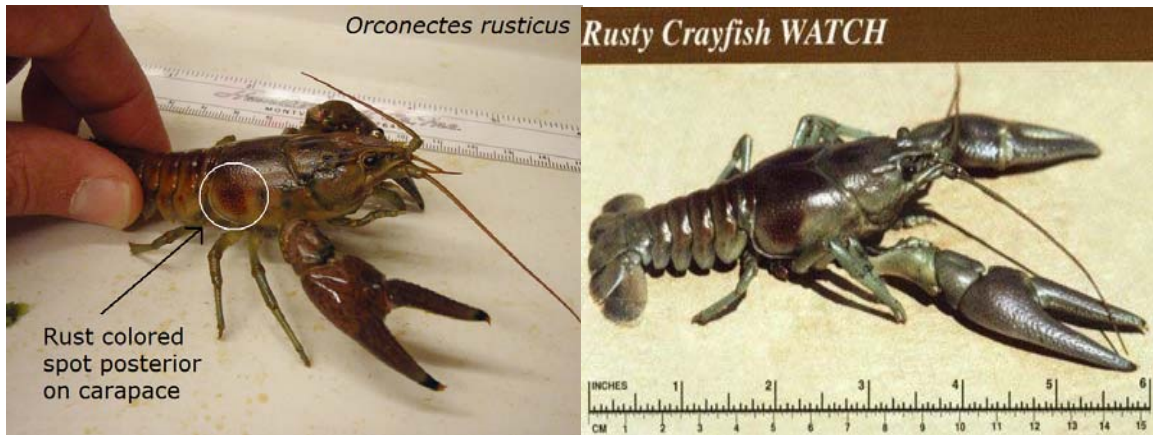 Orconectes rusticus
Rust colored
spot posterior
on carapace
Rusty Crayfish WATCH
INCHES 1 2 3 4 5 6
CM 1 2 3 4 5 6 7 8 9 10 11 12 13 14 15